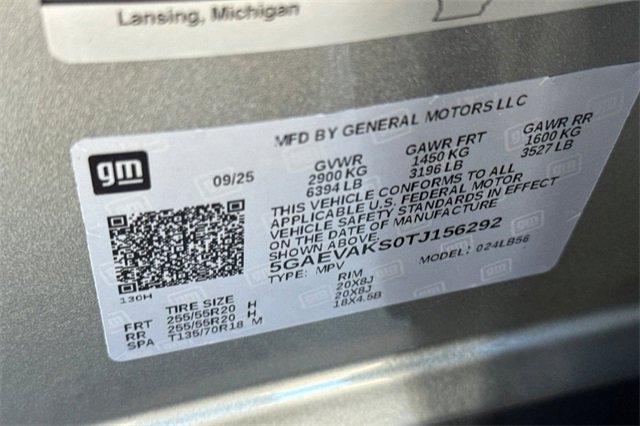 Lansing, Michigan
MFD BY GENERAL MOTORS LLC
gm
09/25
GVWR GAWR FRT GAWR RR
2900 KG 1450 KG 1600 KG
6394 LB 3196 LB 3527 LB
THIS VEHICLE CONFORMS TO ALL
APPLICABLE U.S. FEDERAL MOTOR
VEHICLE SAFETY STANDARDS IN EFFECT
ON THE DATE OF MANUFACTURE
SHOWN ABOVE.
5GAEVAKS0TJ156292
TYPE: MPV MODEL: 024LB56
130H
TIRE SIZE RIM
FRT 255/55R20 H 20X8J
RR 255/55R20 H 20X8J
SPA T135/70R18 M 18X4.5B